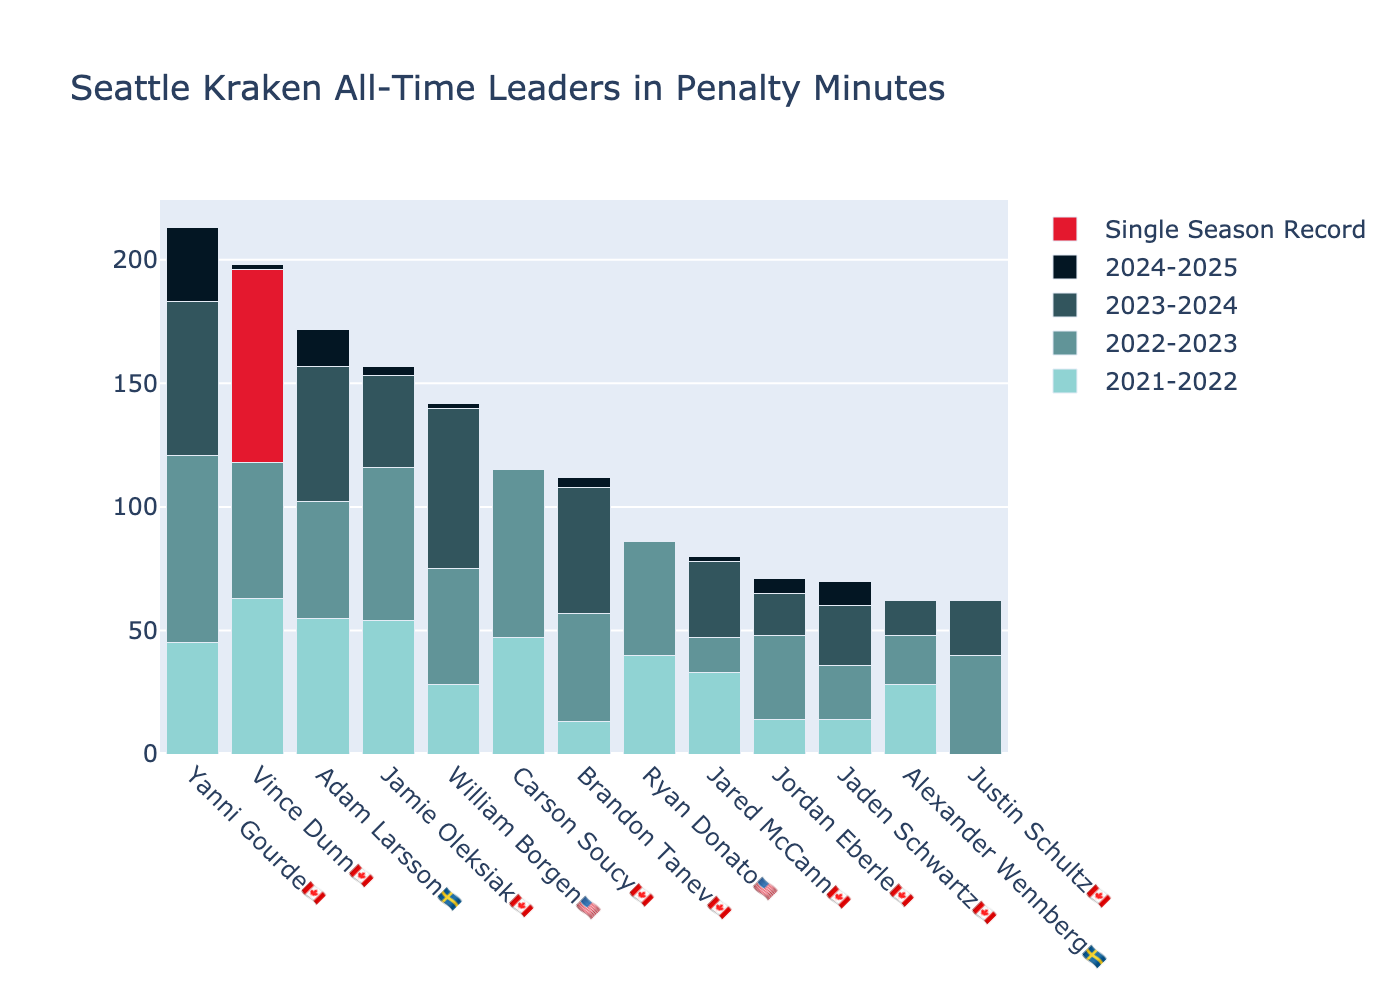 Seattle Kraken All-Time Leaders in Penalty Minutes
Single Season Record
2024-2025
2023-2024
2022-2023
2021-2022
200
150
100
50
0
Yanni Gourde🇨🇦
Vince Dunn🇨🇦
Adam Larsson🇸🇪
Jamie Oleksiak🇨🇦
William Borgen🇺🇸
Carson Soucy🇨🇦
Brandon Tanev🇨🇦
Ryan Donato🇺🇸
Jared McCann🇨🇦
Jordan Eberle🇨🇦
Jaden Schwartz🇨🇦
Alexander Wennberg🇸🇪
Justin Schultz🇨🇦